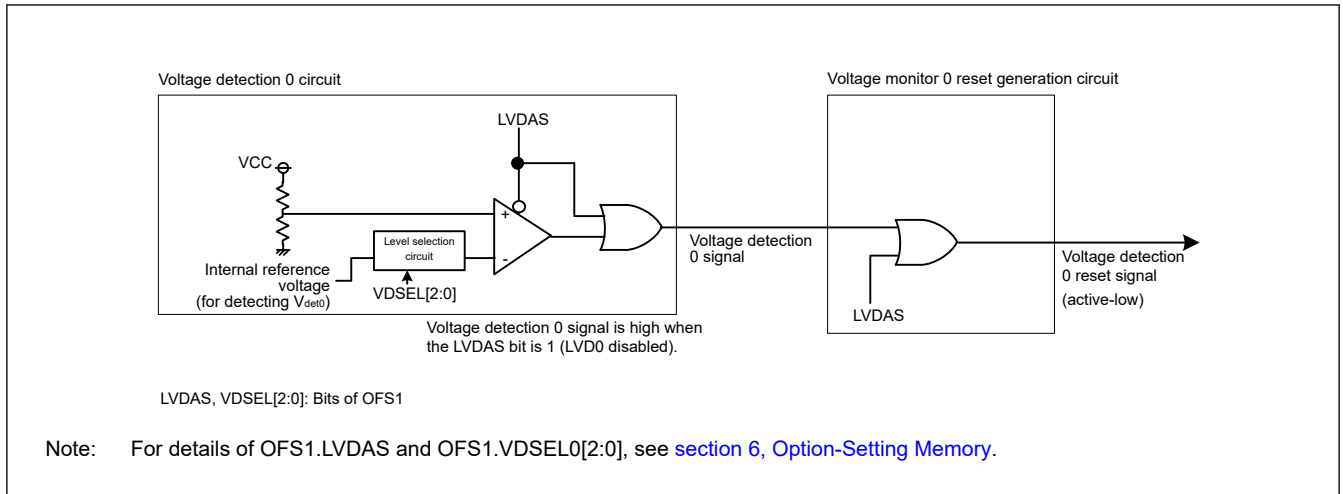 Voltage detection 0 circuit
Voltage monitor 0 reset generation circuit
LVDAS
VCC
+
Level selection
circuit
-
Internal reference
voltage
(for detecting Vdet0)
VDSEL[2:0]
Voltage detection
0 signal
LVDAS
Voltage detection
0 reset signal
(active-low)
Voltage detection 0 signal is high when
the LVDAS bit is 1 (LVD0 disabled).
LVDAS, VDSEL[2:0]: Bits of OFS1
Note: For details of OFS1.LVDAS and OFS1.VDSEL0[2:0], see section 6, Option-Setting Memory.